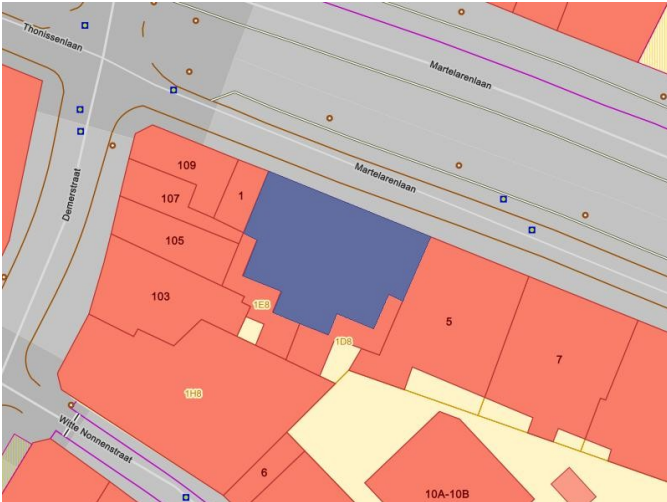 Thonissenlaan
Martelarenlaan
Martelarenlaan
Demerstraat
109
107
1
105
103
1E8
1D8
5
7
1H8
Witte Nonnenstraat
6
10A-10B